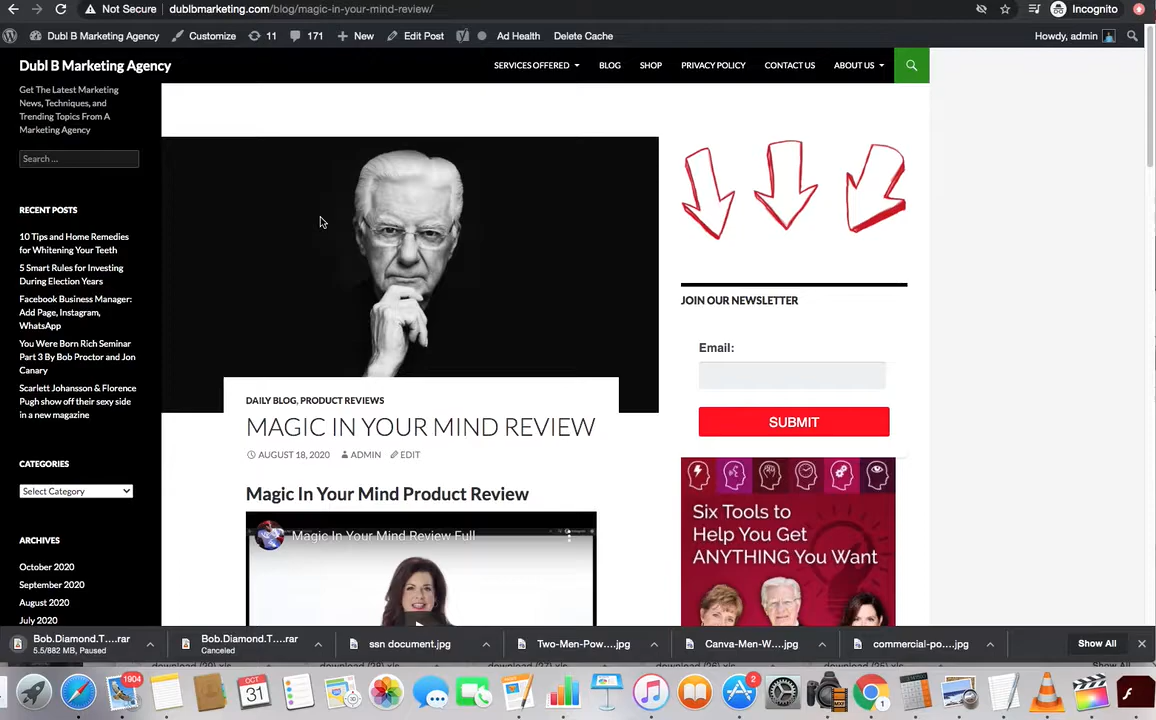 Not Secure
dublbmarketing.com/blog/magic-in-your-mind-review/
Incognito
Dubl B Marketing Agency
Customize
11
171
New
Edit Post
Ad Health
Delete Cache
Howdy, admin
Dubl B Marketing Agency
SERVICES OFFERED
BLOG
SHOP
PRIVACY POLICY
CONTACT US
ABOUT US
Get The Latest Marketing
News, Techniques, and
Trending Topics From A
Marketing Agency
Search ...
RECENT POSTS
10 Tips and Home Remedies
for Whitening Your Teeth
5 Smart Rules for Investing
During Election Years
Facebook Business Manager:
Add Page, Instagram,
WhatsApp
You Were Born Rich Seminar
Part 3 By Bob Proctor and Jon
Canary
Scarlett Johansson & Florence
Pugh show off their sexy side
in a new magazine
CATEGORIES
Select Category
ARCHIVES
October 2020
September 2020
August 2020
July 2020
DAILY BLOG, PRODUCT REVIEWS
MAGIC IN YOUR MIND REVIEW
AUGUST 18, 2020
ADMIN
EDIT
Magic In Your Mind Product Review
Magic In Your Mind Review Full
JOIN OUR NEWSLETTER
Email:
SUBMIT
Six Tools to
Help You Get
ANYTHING You Want
Bob.Diamond.T....rar
5.5/882 MB, Paused
Bob.Diamond.T....rar
Canceled
ssn document.jpg
Two-Men-Pow....jpg
Canva-Men-W....jpg
commercial-po....jpg
Show All
1904
OCT
31
2
1